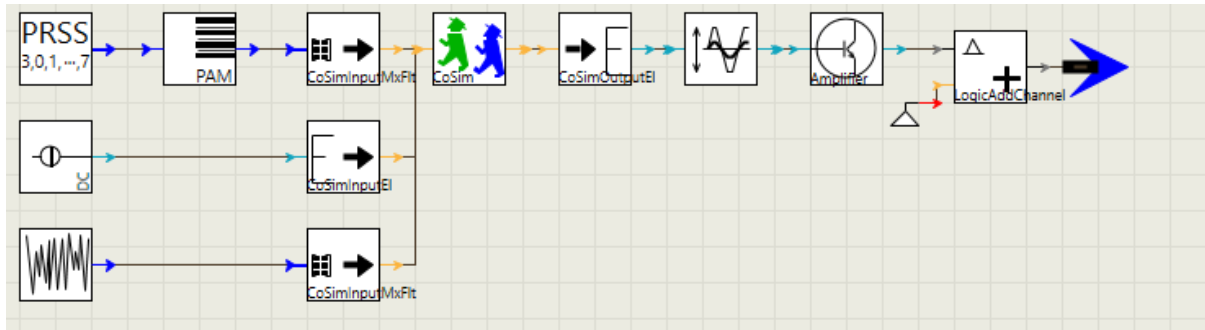 PRSS
3,0,1,...,7
PAM
CoSimInputMxFlt
CoSim
CoSimOutputEl
Amplifier
LogicAddChannel
DC
CoSimInputEl
CoSimInputMxFlt